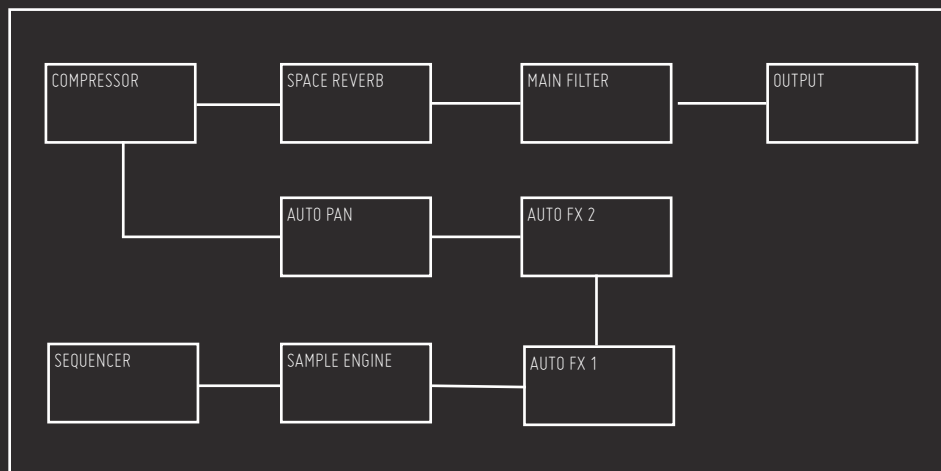 COMPRESSOR
SPACE REVERB
MAIN FILTER
OUTPUT
AUTO PAN
AUTO FX 2
SEQUENCER
SAMPLE ENGINE
AUTO FX 1